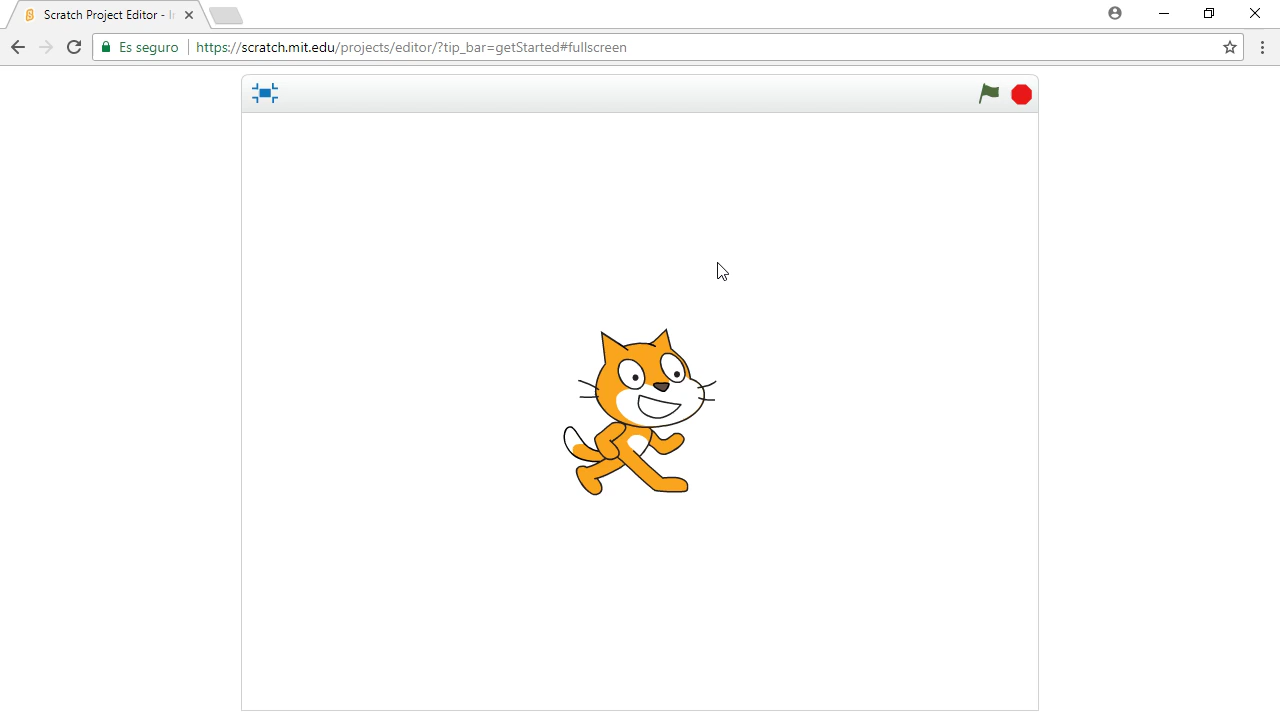 Scratch Project Editor - I
Es seguro
https://scratch.mit.edu/projects/editor/?tip_bar=getStarted#fullscreen